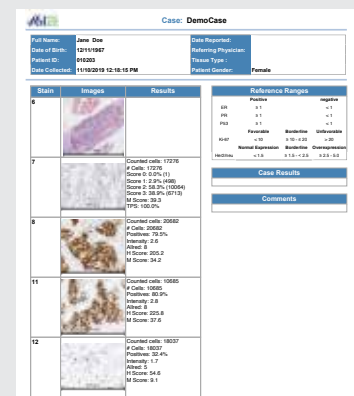 Case: DemoCase
Full Name: Jane Doe Date Reported:
Date of Birth: 12/11/1967 Referring Physician:
Patient ID: 010203 Tissue Type :
Date Collected: 11/10/2019 12:18:15 PM Patient Gender: Female
Stain Images Results
6
7
Counted cells: 17276
# Cells: 17276
Score 0: 0.0% (1)
Score 1: 2.9% (498)
Score 2: 58.3% (10064)
Score 3: 38.9% (6713)
M Score: 39.3
TPS: 100.0%
8
Counted cells: 20682
# Cells: 20682
Positives: 79.5%
Intensity: 2.6
Allred: 8
H Score: 205.2
M Score: 34.2
11
Counted cells: 10685
# Cells: 10685
Positives: 80.9%
Intensity: 2.8
Allred: 8
H Score: 225.8
M Score: 37.6
12
Counted cells: 18037
# Cells: 18037
Positives: 32.4%
Intensity: 1.7
Allred: 5
H Score: 54.6
M Score: 9.1
Reference Ranges
Positive negative
ER ≥ 1 < 1
PR ≥ 1 < 1
P53 ≥ 1 < 1
Favorable Borderline Unfavorable
Ki-67 < 10 ≥ 10 - ≤ 20 > 20
Normal Expression Borderline Overexpression
Her2/neu < 1.5 ≥ 1.5 - < 2.5 ≥ 2.5 - 5.0
Case Results
Comments